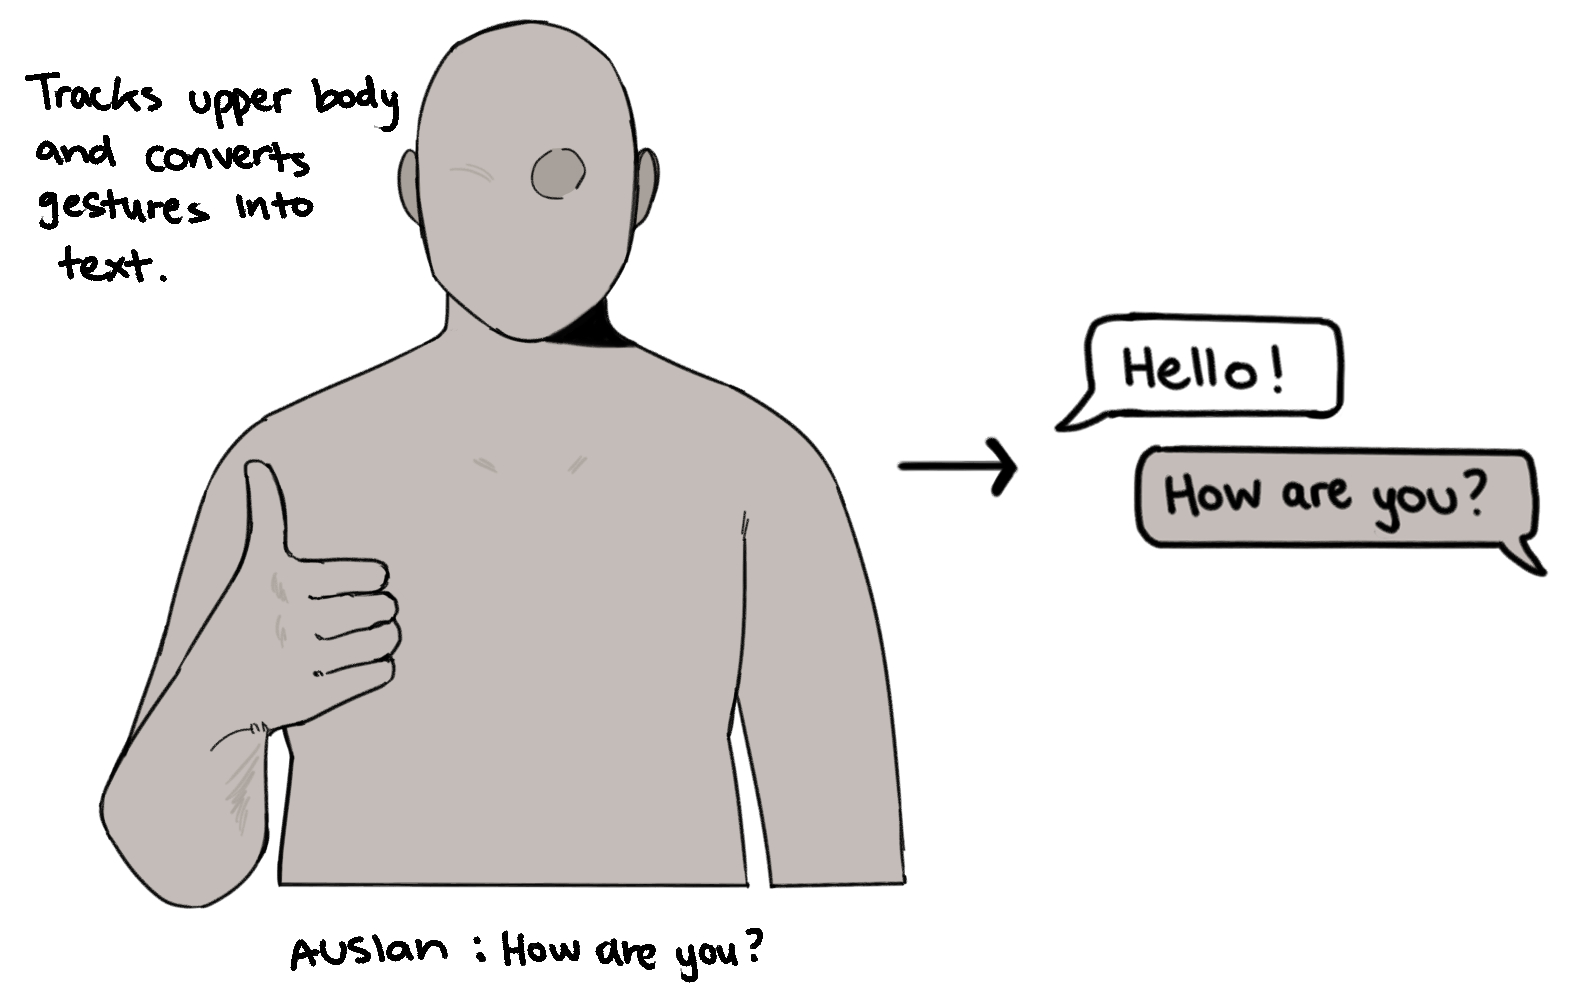 Tracks upper body
and converts
gestures into
text.
Hello!
How are you?
Auslan : How are you?